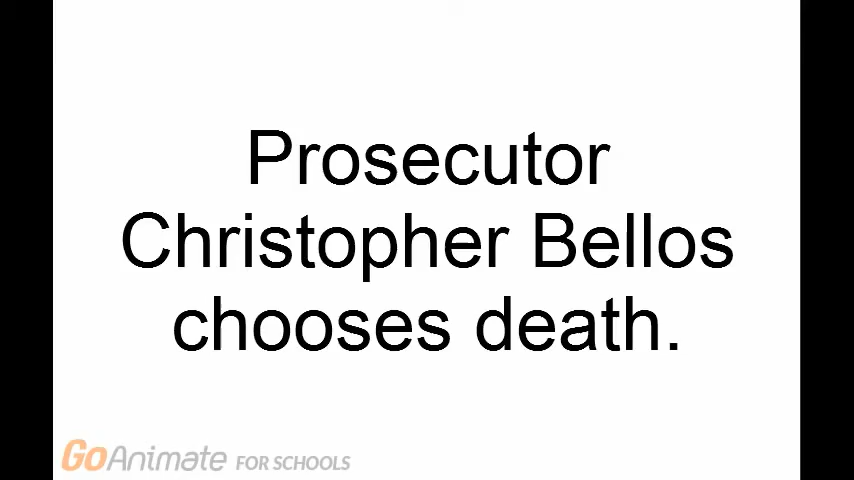 Prosecutor
Christopher Bellos
chooses death.
GoAnimate FOR SCHOOLS